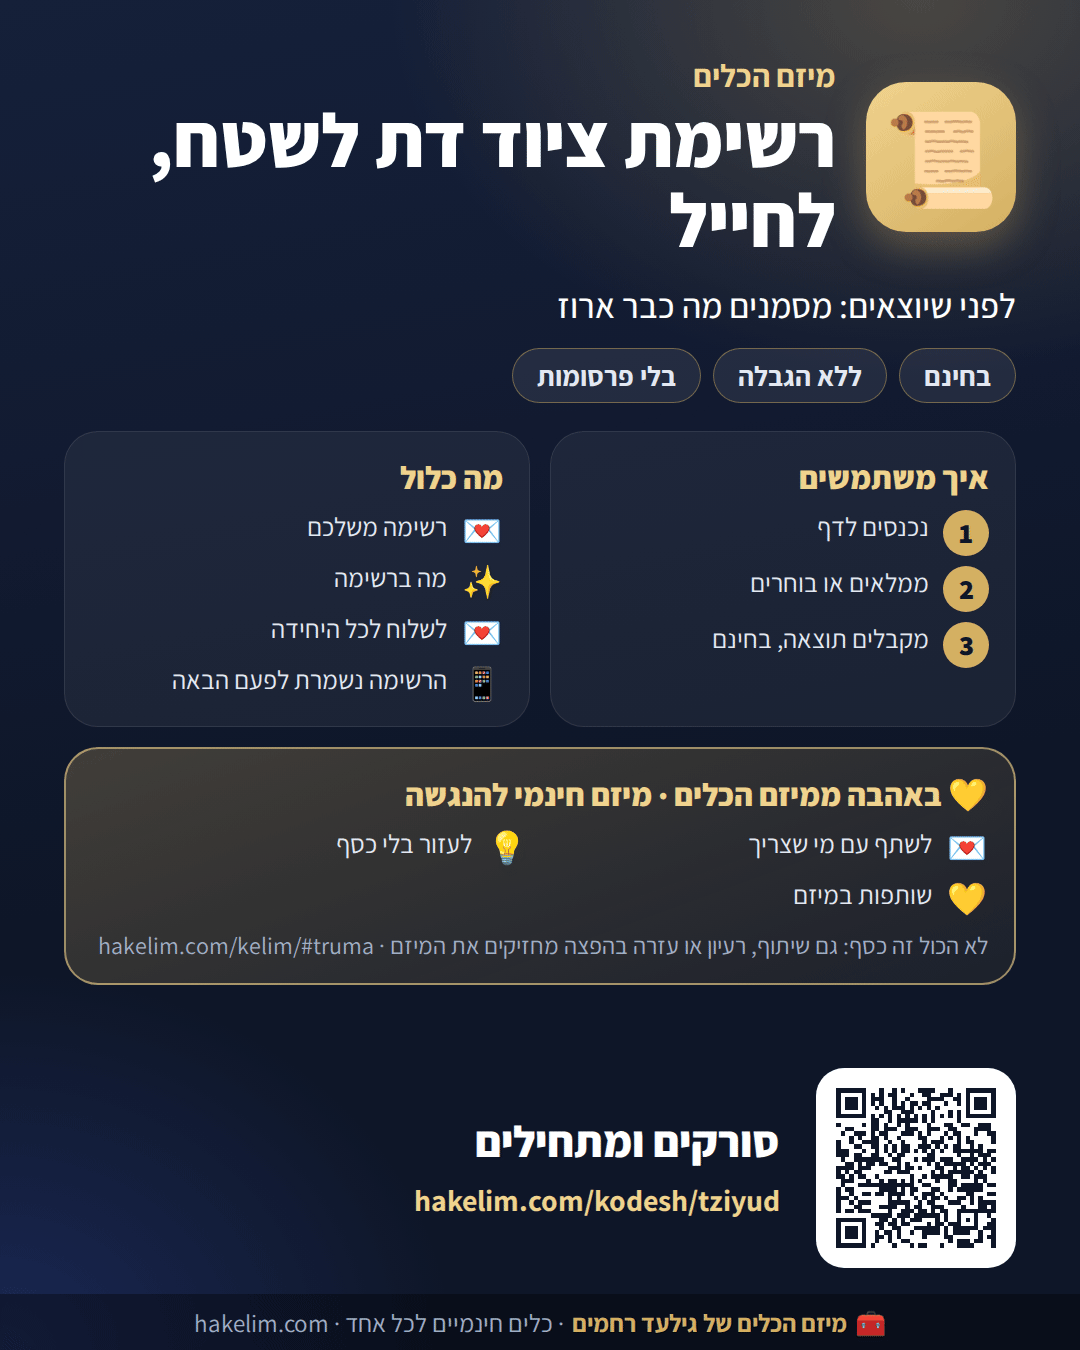 מיזם הכלים
רשימת ציוד דת לשטח,
לחייל
לפני שיוצאים: מסמנים מה כבר ארוז
בחינם
ללא הגבלה
בלי פרסומות
איך משתמשים
1 נכנסים לדף
2 ממלאים או בוחרים
3 מקבלים תוצאה, בחינם
מה כלול
רשימה משלכם
מה ברשימה
לשלוח לכל היחידה
הרשימה נשמרת לפעם הבאה
באהבה ממיזם הכלים · מיזם חינמי להנגשה
לשתף עם מי שצריך
לעזור בלי כסף
שותפות במיזם
לא הכול זה כסף: גם שיתוף, רעיון או עזרה בהפצה מחזיקים את המיזם · hakelim.com/kelim/#truma
סורקים ומתחילים
hakelim.com/kodesh/tziyud
מיזם הכלים של גילעד רחמים · כלים חינמיים לכל אחד · hakelim.com